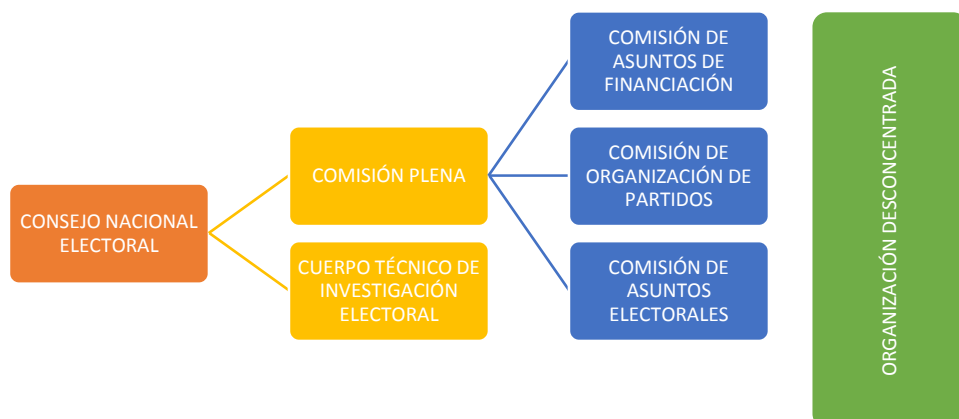 CONSEJO NACIONAL
ELECTORAL
COMISIÓN PLENA
CUERPO TÉCNICO DE
INVESTIGACIÓN
ELECTORAL
COMISIÓN DE
ASUNTOS DE
FINANCIACIÓN
COMISIÓN DE
ORGANIZACIÓN DE
PARTIDOS
COMISIÓN DE
ASUNTOS
ELECTORALES
ORGANIZACIÓN DESCONCENTRADA